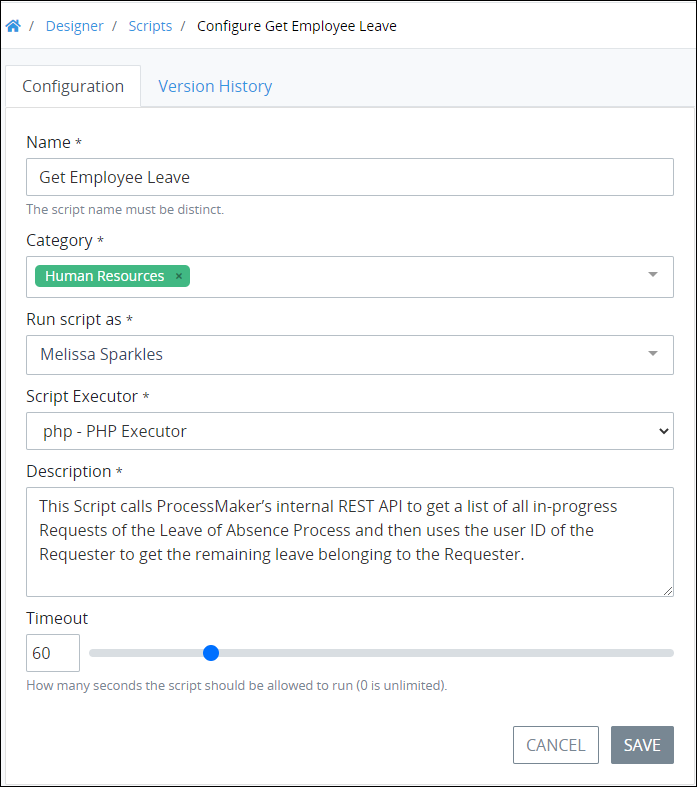 / Designer / Scripts / Configure Get Employee Leave
Configuration Version History
Name *
Get Employee Leave
The script name must be distinct.
Category *
Human Resources ×
Run script as *
Melissa Sparkles
Script Executor *
php - PHP Executor
Description *
This Script calls ProcessMaker’s internal REST API to get a list of all in-progress
Requests of the Leave of Absence Process and then uses the user ID of the
Requester to get the remaining leave belonging to the Requester.
Timeout
60
How many seconds the script should be allowed to run (0 is unlimited).
CANCEL SAVE